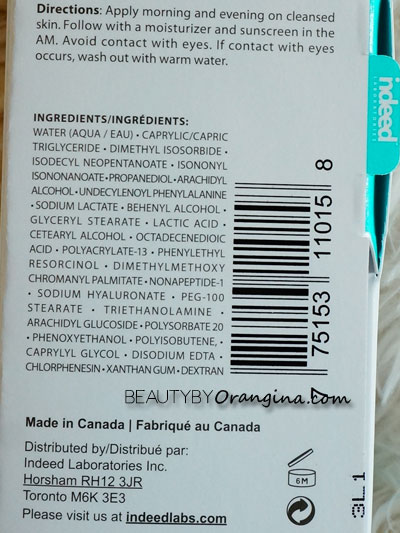 Directions: Apply morning and evening on cleansed
skin. Follow with a moisturizer and sunscreen in the
AM. Avoid contact with eyes. If contact with eyes
occurs, wash out with warm water.
indeed
LABORATORIES
INGREDIENTS/INGRÉDIENTS:
WATER (AQUA / EAU) • CAPRYLIC/CAPRIC
TRIGLYCERIDE • DIMETHYL ISOSORBIDE •
ISODECYL NEOPENTANOATE • ISONONYL
ISONONANOATE • PROPANEDIOL • ARACHIDYL
ALCOHOL • UNDECYLENOYL PHENYLALANINE
• SODIUM LACTATE • BEHENYL ALCOHOL •
GLYCERYL STEARATE • LACTIC ACID •
CETEARYL ALCOHOL • OCTADECENEDIOIC
ACID • POLYACRYLATE-13 • PHENYLETHYL
RESORCINOL • DIMETHYLMETHOXY
CHROMANYL PALMITATE • NONAPEPTIDE-1
• SODIUM HYALURONATE • PEG-100
STEARATE • TRIETHANOLAMINE •
ARACHIDYL GLUCOSIDE • POLYSORBATE 20
• PHENOXYETHANOL • POLYISOBUTENE, •
CAPRYLYL GLYCOL • DISODIUM EDTA •
CHLORPHENESIN • XANTHAN GUM • DEXTRAN
7 75153 11015 8
BEAUTYBYOrangina.com
Made in Canada | Fabriqué au Canada
Distributed by/Distribué par:
Indeed Laboratories Inc.
Horsham RH12 3JR
Toronto M6K 3E3
Please visit us at indeedlabs.com
6M
3L1